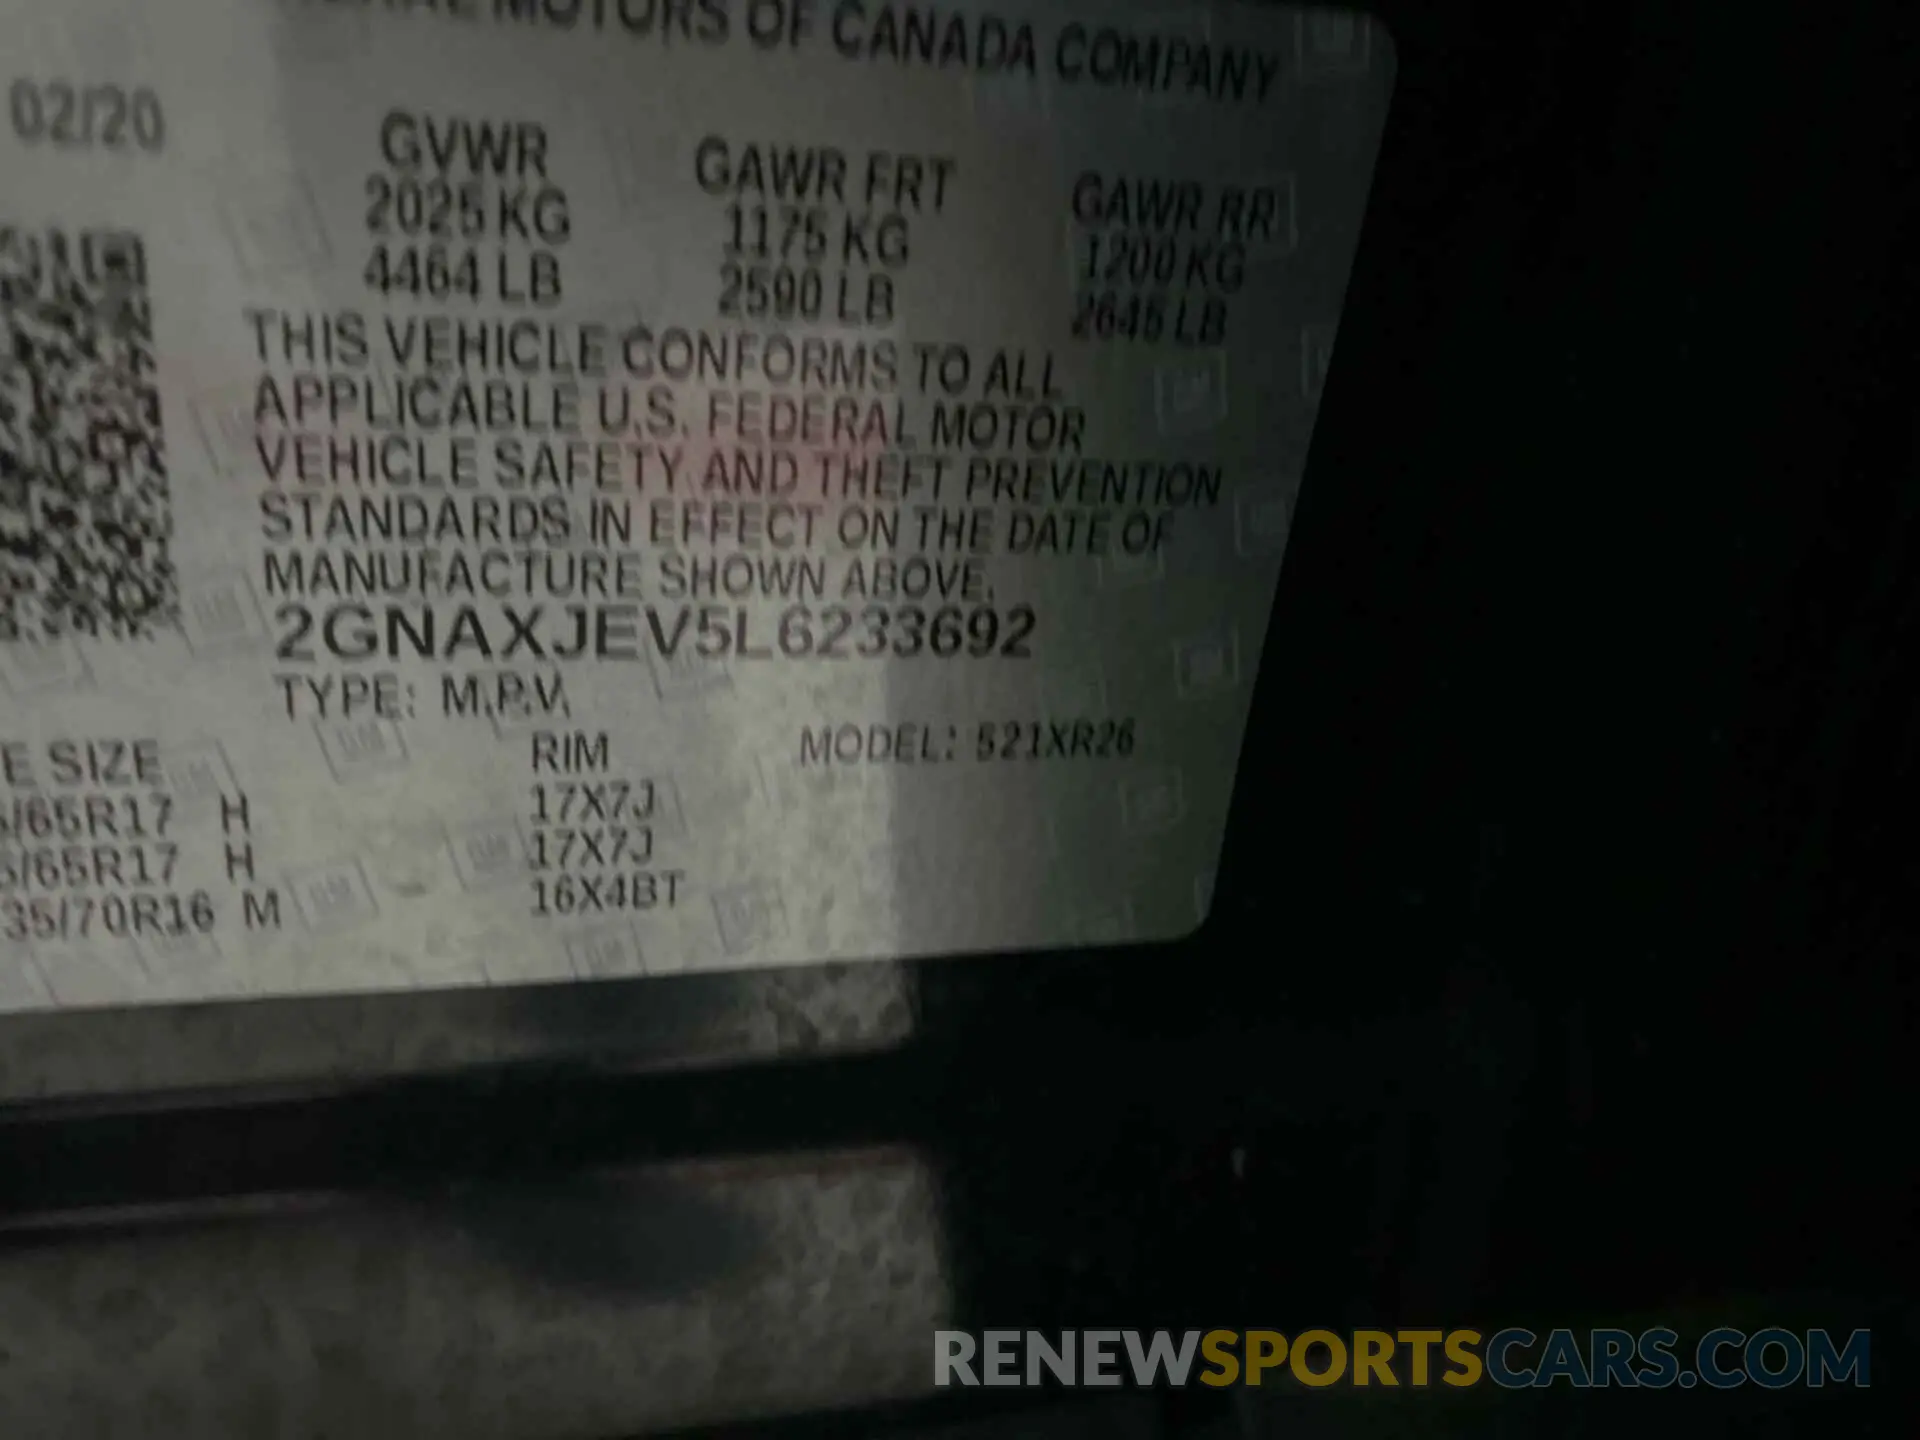 MOTORS OF CANADA COMPANY
02/20
GVWR
2025 KG
4464 LB
GAWR FRT
1175 KG
2590 LB
GAWR RR
1200 KG
2645 LB
THIS VEHICLE CONFORMS TO ALL
APPLICABLE U.S. FEDERAL MOTOR
VEHICLE SAFETY AND THEFT PREVENTION
STANDARDS IN EFFECT ON THE DATE OF
MANUFACTURE SHOWN ABOVE.
2GNAXJEV5L6233692
TYPE: M.P.V.
E SIZE
RIM
MODEL: 521XR26
5/65R17 H
17X7J
5/65R17 H
17X7J
35/70R16 M
16X4BT
RENEWSPORTSCARS.COM